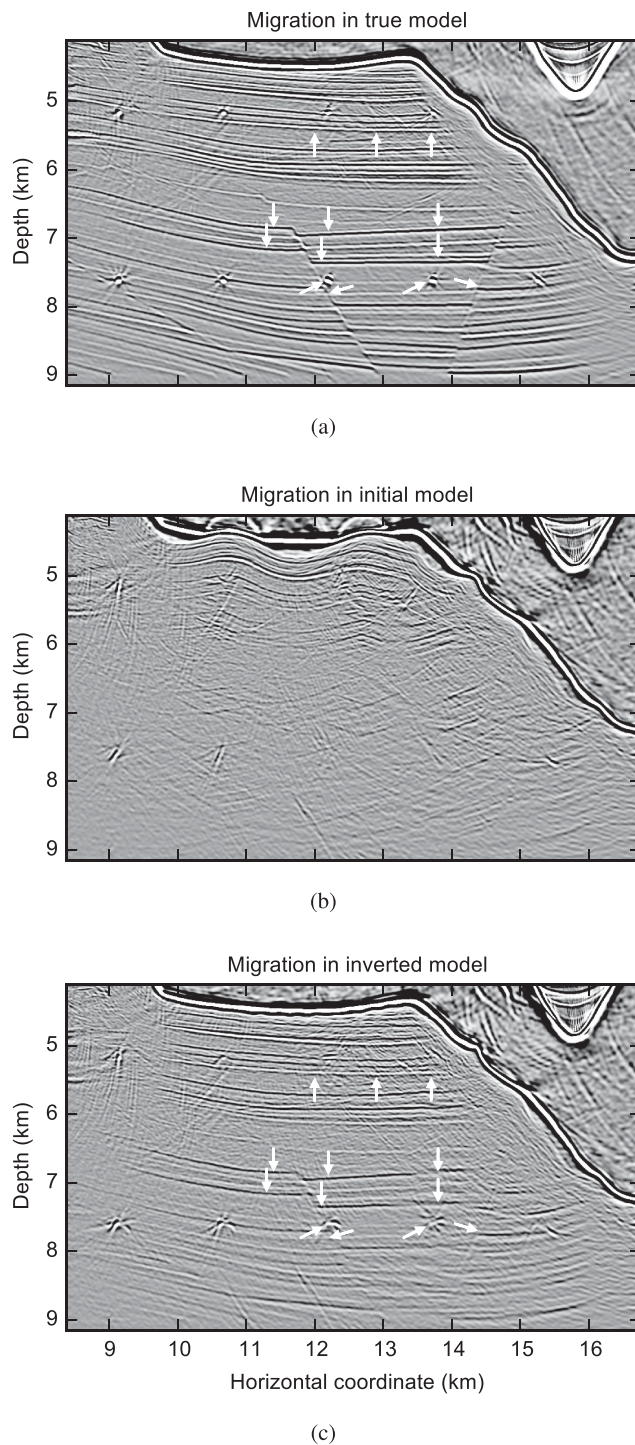 Migration in true model
5
6
7
8
9
Depth (km)
(a)
Migration in initial model
5
6
7
8
9
Depth (km)
(b)
Migration in inverted model
5
6
7
8
9
Depth (km)
9 10 11 12 13 14 15 16
Horizontal coordinate (km)
(c)